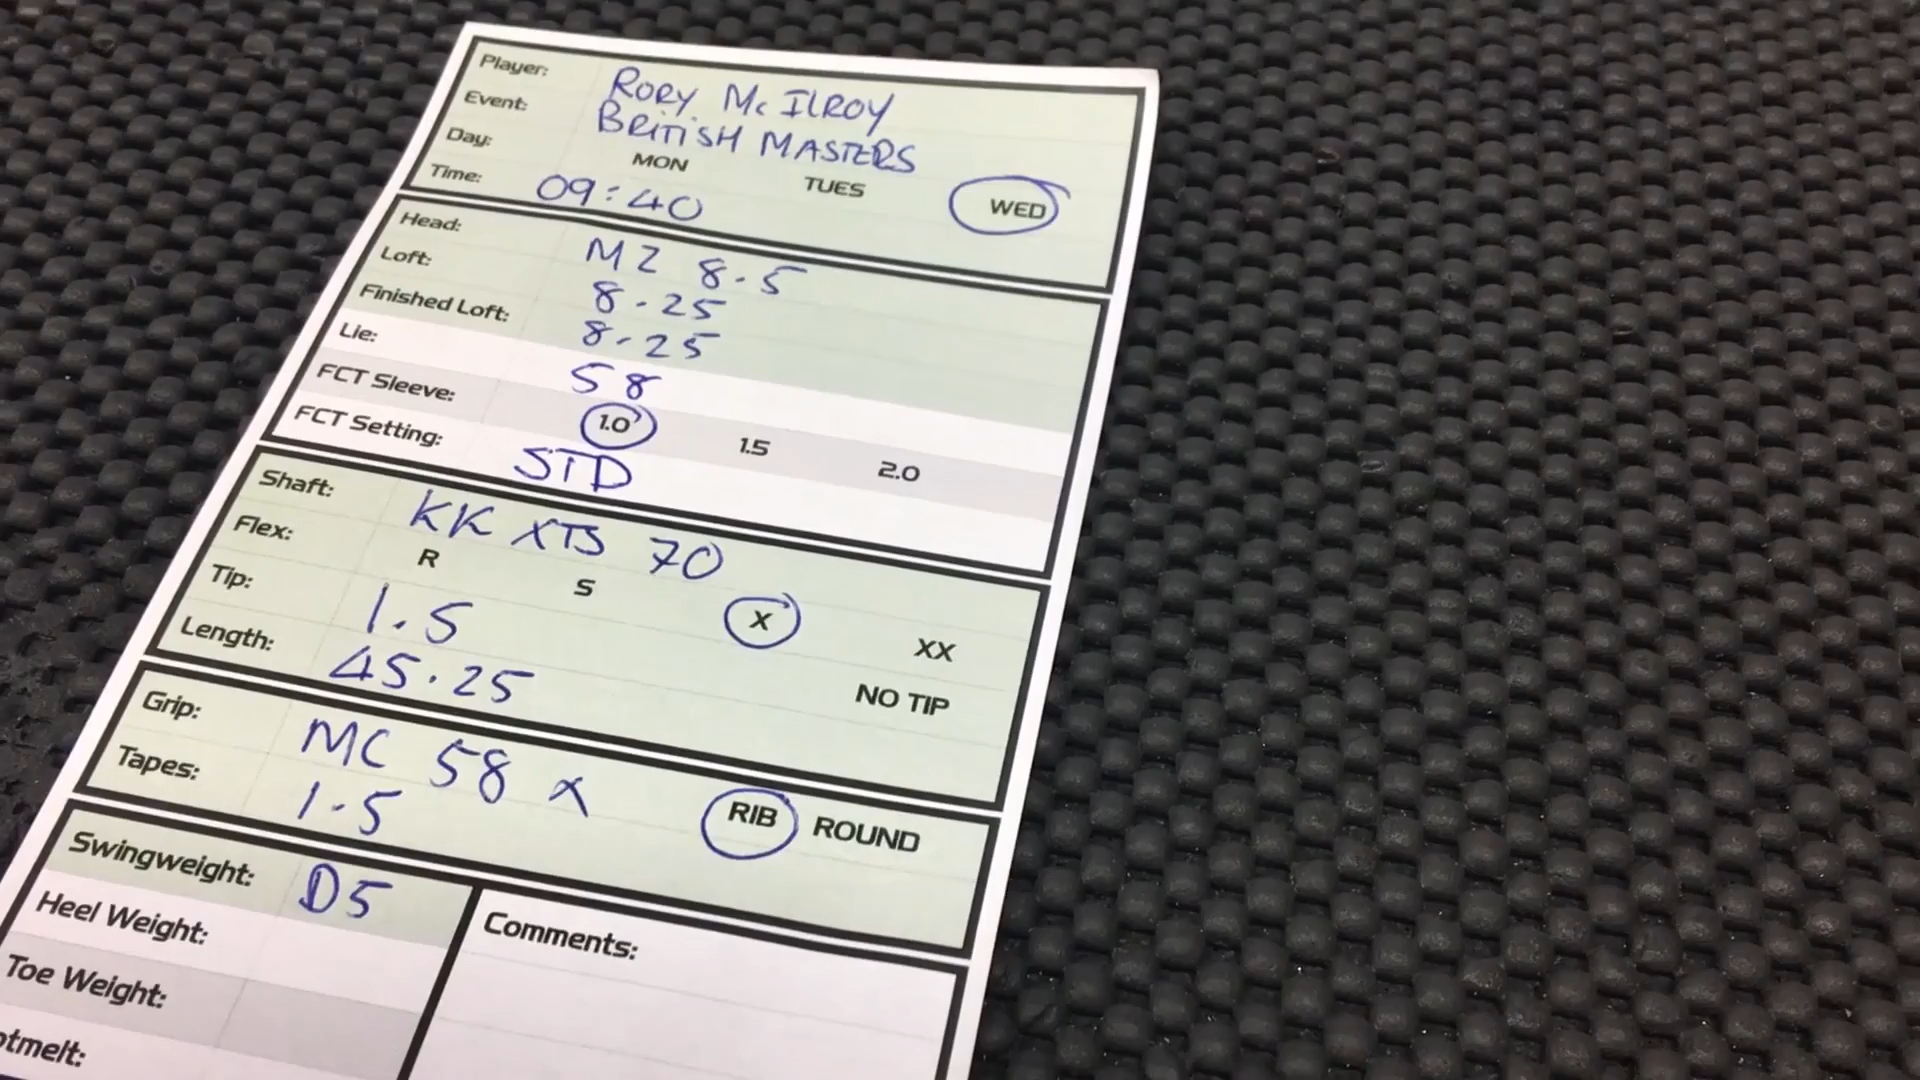 Player: RORY McILROY
Event: BRITISH MASTERS
Day: MON TUES WED
Time: 09:40
Head: M2 8.5
Loft: 8.25
Finished Loft: 8.25
Lie: 58
FCT Sleeve: 1.0 1.5 2.0
FCT Setting: STD
Shaft: KK XTS 70
Flex: R S X XX
Tip: 1.5 NO TIP
Length: 45.25
Grip: MC 58 X RIB ROUND
Tapes: 1.5
Swingweight: D5
Heel Weight:
Comments:
Toe Weight:
otmelt: